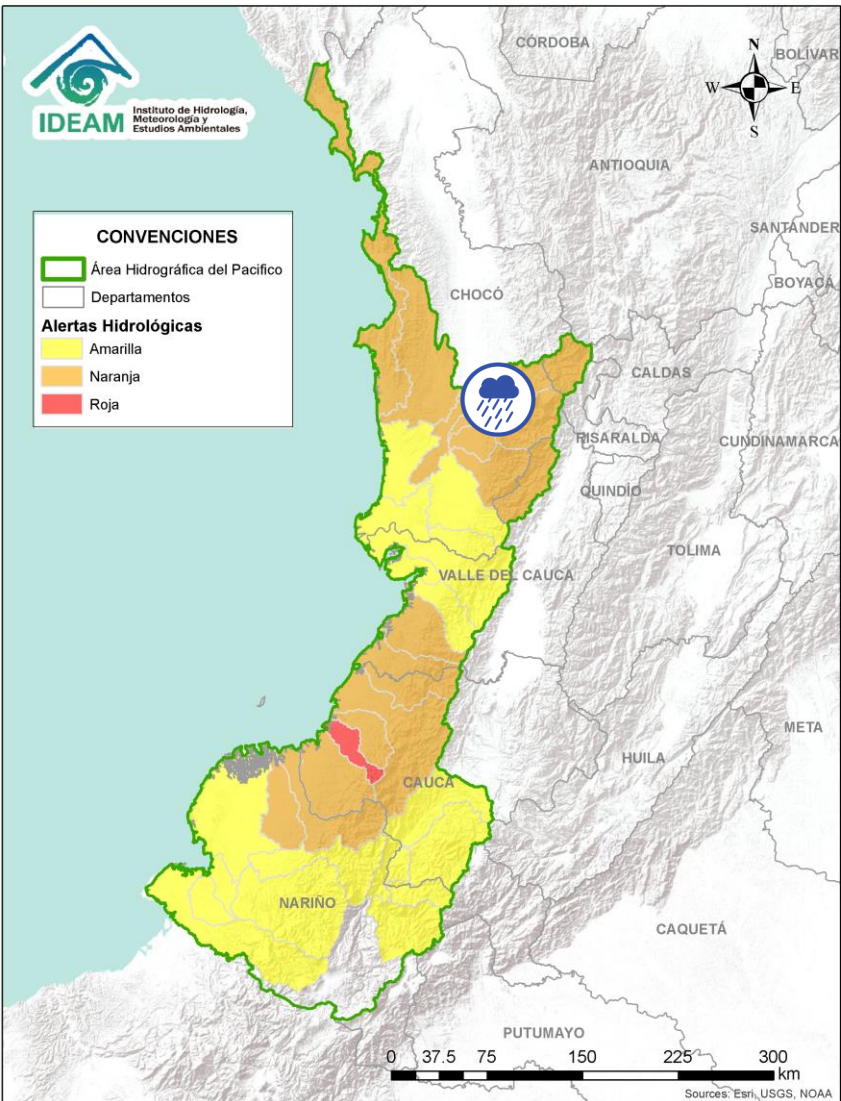 IDEAM
Instituto de Hidrología,
Meteorología y
Estudios Ambientales
N
W
E
S
CÓRDOBA
BOLIVAR
ANTIOQUIA
SANTANDER
BOYACÁ
CHOCÓ
CALDAS
RISARALDA
CUNDINAMARCA
QUINDÍO
TOLIMA
VALLE DEL CAUCA
META
HUILA
CAUCA
NARIÑO
CAQUETÁ
PUTUMAYO
CONVENCIONES
Área Hidrográfica del Pacifico
Departamentos
Alertas Hidrológicas
Amarilla
Naranja
Roja
0 37.5 75 150 225 300
km
Sources: Esri, USGS, NOAA